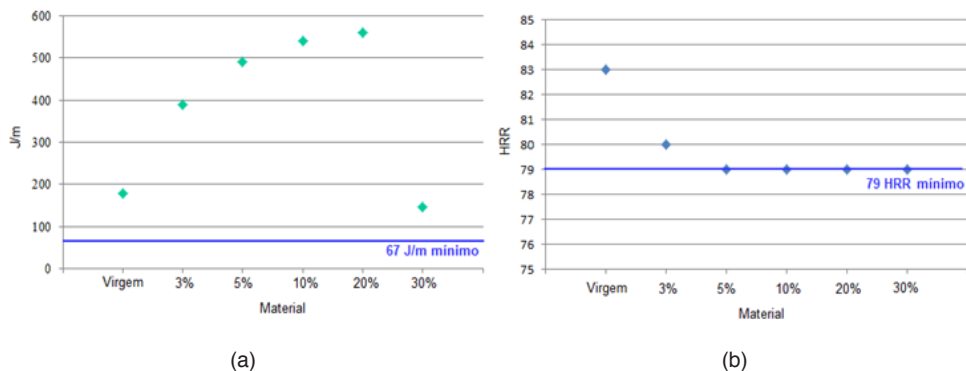 600
500
400
300
200
100
0
J/m
67 J/m mínimo
Virgem 3% 5% 10% 20% 30%
Material
(a)
85
84
83
82
81
80
79
78
77
76
75
HRR
79 HRR mínimo
Virgem 3% 5% 10% 20% 30%
Material
(b)